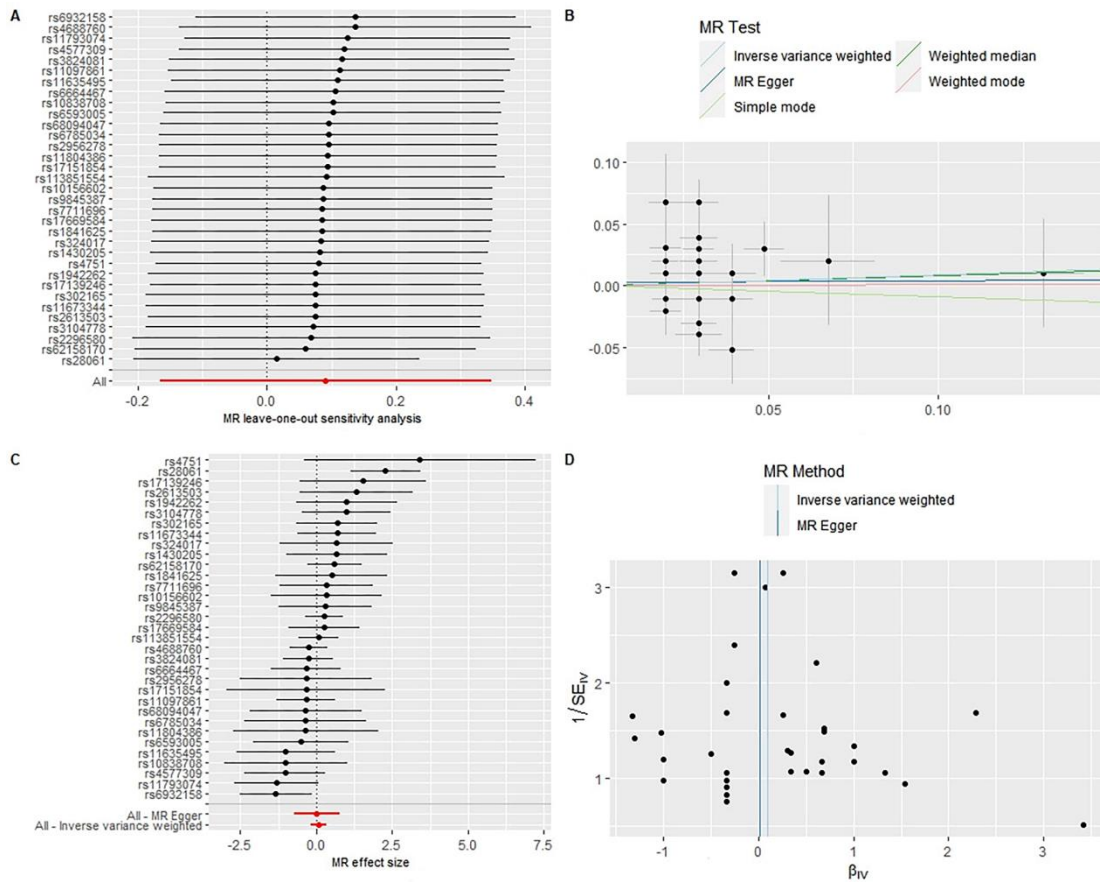 A
rs6932158
rs4688760
rs11793074
rs4577309
rs3824081
rs11097861
rs11635495
rs6664467
rs10838708
rs6593005
rs68094047
rs6785034
rs2956278
rs11804386
rs17151854
rs113851554
rs10156602
rs9845387
rs7711696
rs17669584
rs1841625
rs324017
rs1430205
rs4751
rs1942262
rs17139246
rs302165
rs11673344
rs2613503
rs3104778
rs2296580
rs62158170
rs28061
All
-0.2 0.0 0.2 0.4
MR leave-one-out sensitivity analysis
B
MR Test
Inverse variance weighted Weighted median
MR Egger Weighted mode
Simple mode
0.10
0.05
0.00
-0.05
0.05 0.10
C
rs4751
rs28061
rs17139246
rs2613503
rs1942262
rs3104778
rs302165
rs11673344
rs324017
rs1430205
rs62158170
rs1841625
rs7711696
rs10156602
rs9845387
rs2296580
rs17669584
rs113851554
rs4688760
rs3824081
rs6664467
rs2956278
rs17151854
rs11097861
rs68094047
rs6785034
rs11804386
rs6593005
rs11635495
rs10838708
rs4577309
rs11793074
rs6932158
All - MR Egger
All - Inverse variance weighted
-2.5 0.0 2.5 5.0 7.5
MR effect size
D
MR Method
Inverse variance weighted
MR Egger
3
2
1
1/SE_IV
-1 0 1 2 3
β_IV